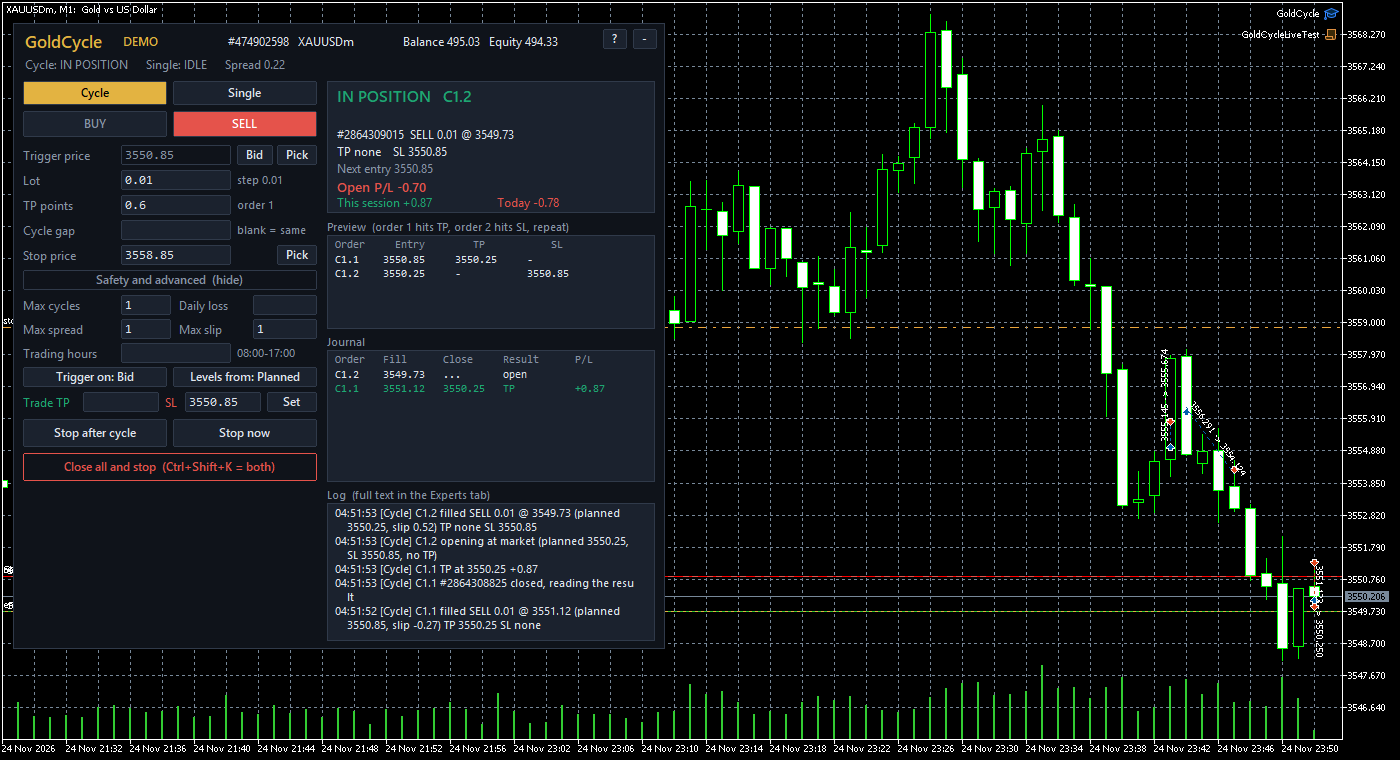 XAUUSDm, M1: Gold vs US Dollar
GoldCycle
GoldCycleLiveTest
GoldCycle DEMO #474902598 XAUUSDm Balance 495.03 Equity 494.33 ? -
Cycle: IN POSITION Single: IDLE Spread 0.22
Cycle Single
BUY SELL
Trigger price 3550.85 Bid Pick
Lot 0.01 step 0.01
TP points 0.6 order 1
Cycle gap blank = same
Stop price 3558.85 Pick
Safety and advanced (hide)
Max cycles 1 Daily loss
Max spread 1 Max slip 1
Trading hours 08:00-17:00
Trigger on: Bid Levels from: Planned
Trade TP SL 3550.85 Set
Stop after cycle Stop now
Close all and stop (Ctrl+Shift+K = both)
IN POSITION C1.2
#2864309015 SELL 0.01 @ 3549.73
TP none SL 3550.85
Next entry 3550.85
Open P/L -0.70
This session +0.87 Today -0.78
Preview (order 1 hits TP, order 2 hits SL, repeat)
Order Entry TP SL
C1.1 3550.85 3550.25 -
C1.2 3550.25 - 3550.85
Journal
Order Fill Close Result P/L
C1.2 3549.73 ... open
C1.1 3551.12 3550.25 TP +0.87
Log (full text in the Experts tab)
04:51:53 [Cycle] C1.2 filled SELL 0.01 @ 3549.73 (planned
3550.25, slip 0.52) TP none SL 3550.85
04:51:53 [Cycle] C1.2 opening at market (planned 3550.25,
SL 3550.85, no TP)
04:51:53 [Cycle] C1.1 TP at 3550.25 +0.87
04:51:53 [Cycle] C1.1 #2864308825 closed, reading the resu
lt
04:51:52 [Cycle] C1.1 filled SELL 0.01 @ 3551.12 (planned
3550.85, slip -0.27) TP 3550.25 SL none
3568.270
3567.240
3566.210
3565.180
3564.150
3563.120
3562.090
3561.060
3560.030
3559.000
3557.970
3556.940
3555.910
3554.880
3553.850
3552.820
3551.790
3550.760
3550.206
3549.730
3548.700
3547.670
3546.640
24 Nov 2026 24 Nov 21:32 24 Nov 21:36 24 Nov 21:40 24 Nov 21:44 24 Nov 21:48 24 Nov 21:52 24 Nov 21:56 24 Nov 23:02 24 Nov 23:06 24 Nov 23:10 24 Nov 23:14 24 Nov 23:18 24 Nov 23:22 24 Nov 23:26 24 Nov 23:30 24 Nov 23:34 24 Nov 23:38 24 Nov 23:42 24 Nov 23:46 24 Nov 23:50